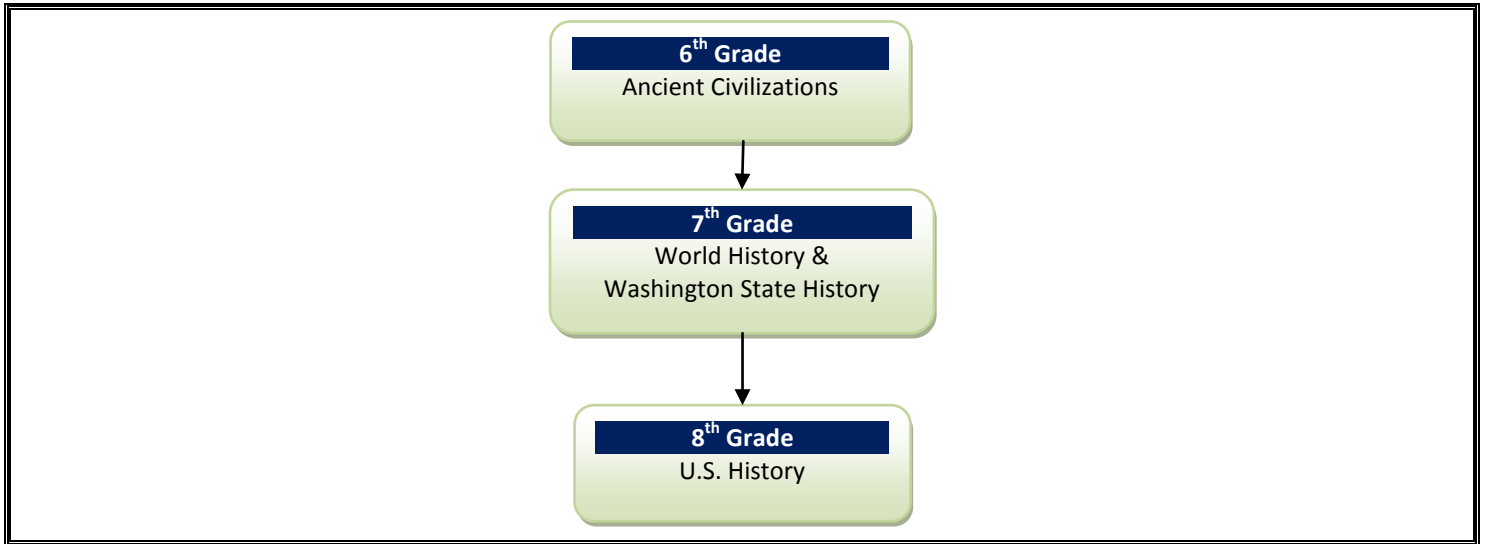 6th Grade
Ancient Civilizations
7th Grade
World History &
Washington State History
8th Grade
U.S. History